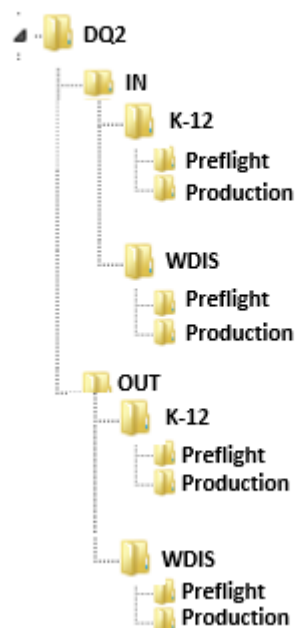 DQ2
IN
K-12
Preflight
Production
WDIS
Preflight
Production
OUT
K-12
Preflight
Production
WDIS
Preflight
Production